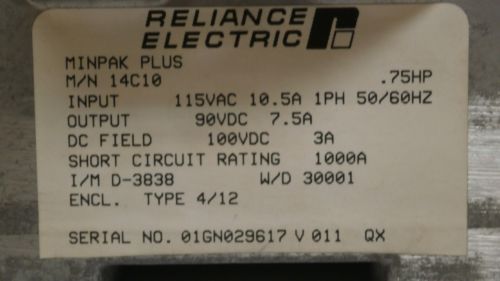 RELIANCE
ELECTRIC
MINPAK PLUS
M/N 14C10 .75HP
INPUT 115VAC 10.5A 1PH 50/60HZ
OUTPUT 90VDC 7.5A
DC FIELD 100VDC 3A
SHORT CIRCUIT RATING 1000A
I/M D-3838 W/D 30001
ENCL. TYPE 4/12
SERIAL NO. 01GN029617 V 011 QX